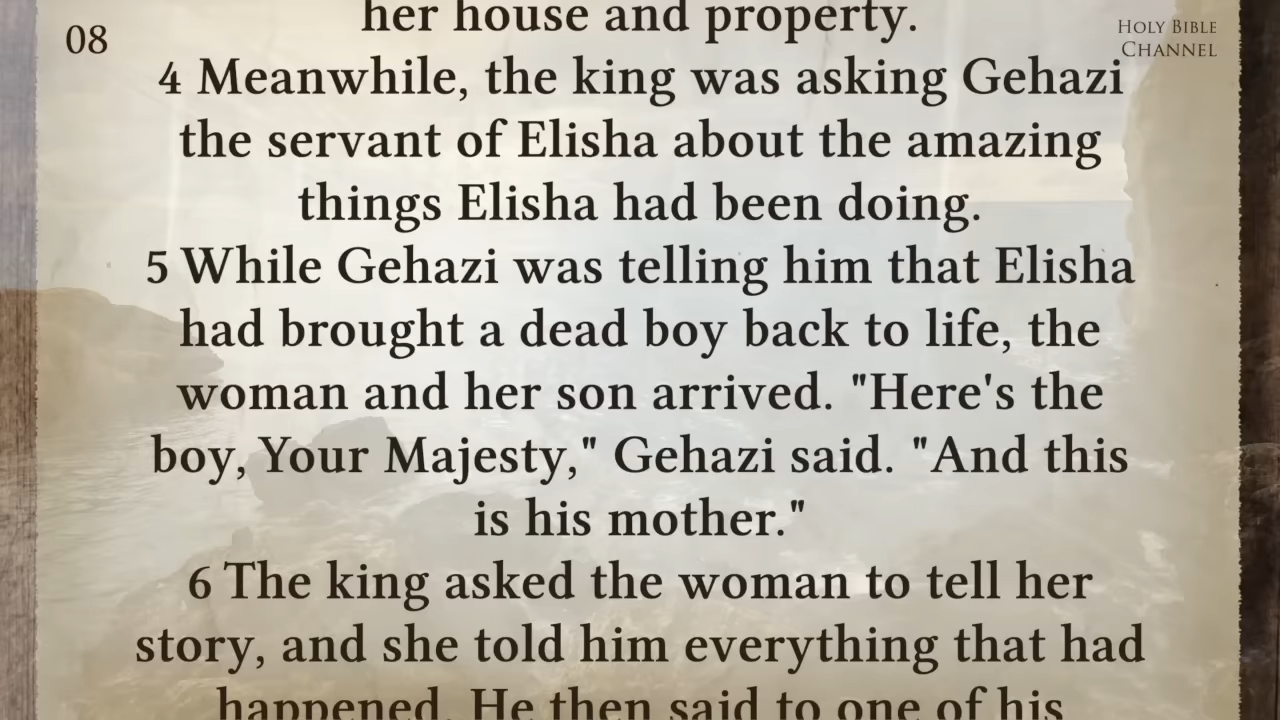 her house and property.
08
HOLY BIBLE
CHANNEL
4 Meanwhile, the king was asking Gehazi
the servant of Elisha about the amazing
things Elisha had been doing.
5 While Gehazi was telling him that Elisha
had brought a dead boy back to life, the
woman and her son arrived. "Here's the
boy, Your Majesty," Gehazi said. "And this
is his mother."
6 The king asked the woman to tell her
story, and she told him everything that had
happened. He then said to one of his